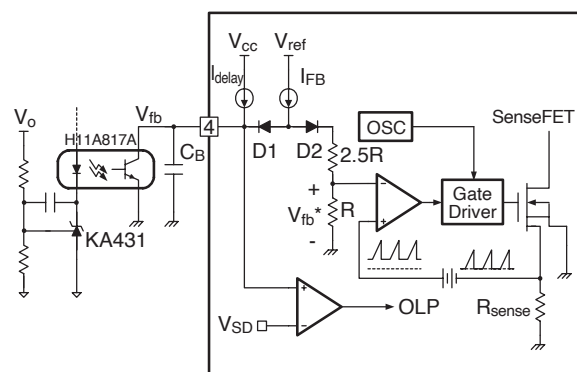 Vcc
Vref
Idelay
IFB
Vo
H11A817A
Vfb
4
SenseFET
OSC
CB
D1
D2
2.5R
+
-
Gate
Driver
Vfb*
R
KA431
-
+
+
VSD
-
OLP
Rsense